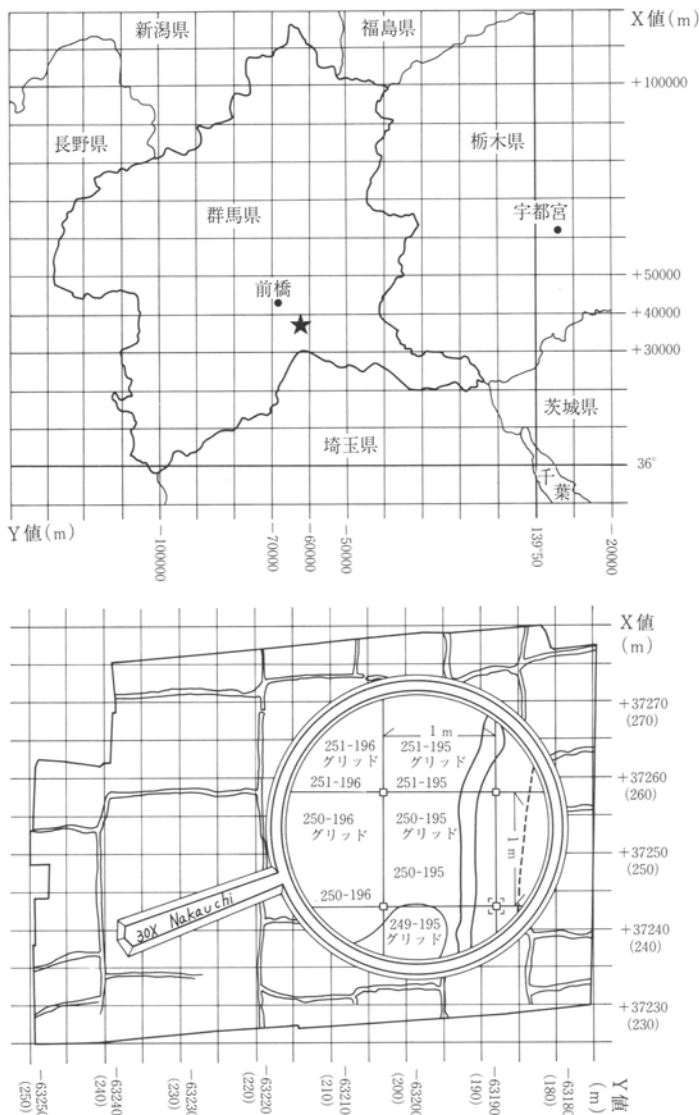 新潟県
福島県
X値(m)
+100000
長野県
栃木県
群馬県
宇都宮
+50000
前橋
+40000
+30000
茨城県
埼玉県
36°
千葉
Y値(m)
-100000
-70000
-60000
-50000
139°50
-20000
X値
(m)
+37270
(270)
1m
251-196
グリッド
251-195
グリッド
251-196
251-195
+37260
(260)
250-196
グリッド
250-195
グリッド
1m
+37250
(250)
250-195
250-196
30X Nakauchi
249-195
グリッド
+37240
(240)
+37230
(230)
-63250
(250)
-63240
(240)
-63230
(230)
-63220
(220)
-63210
(210)
-63200
(200)
-63190
(190)
-63180
(180)
Y値
(m)